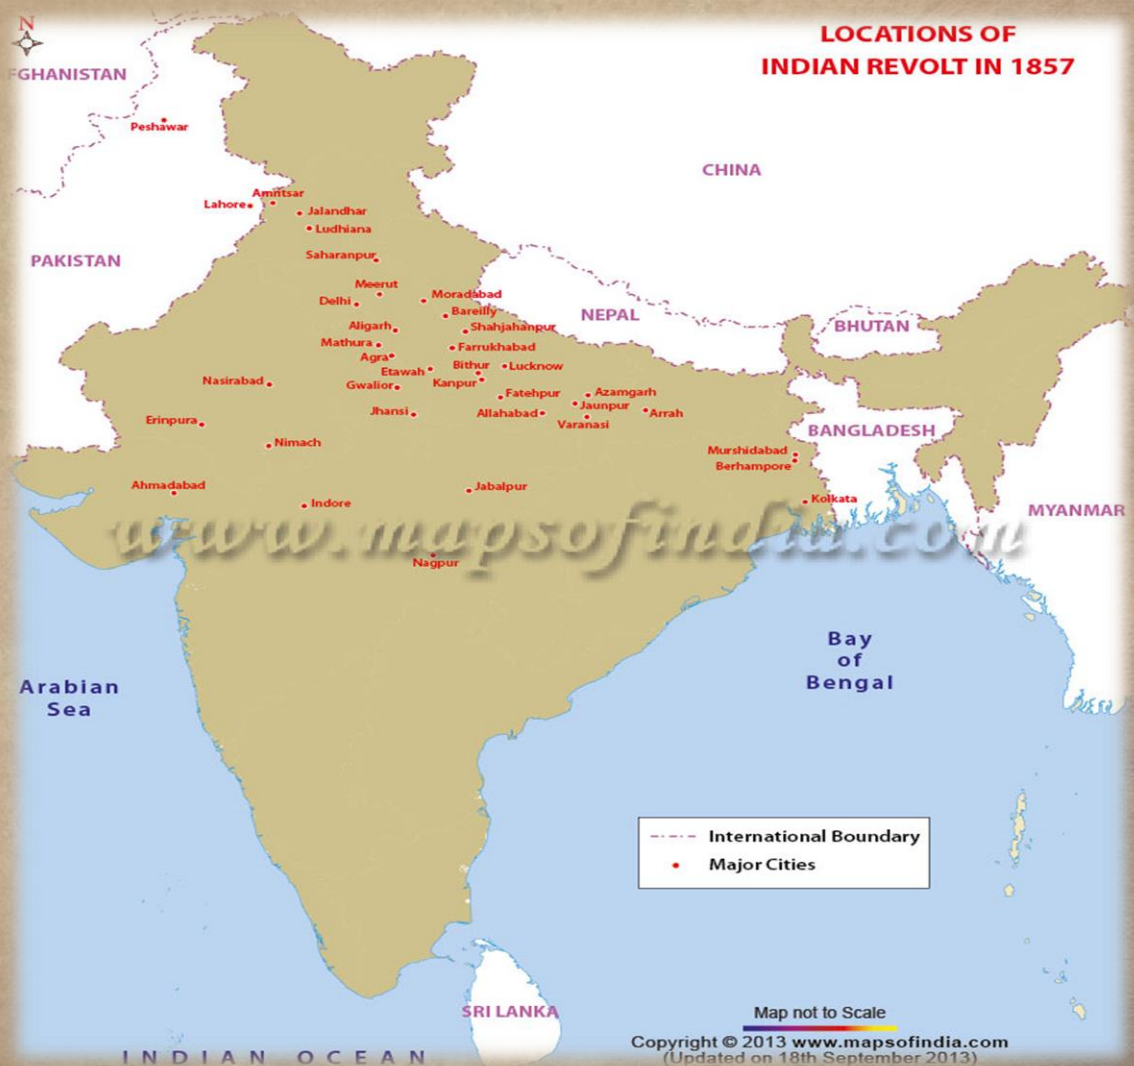 N
LOCATIONS OF
INDIAN REVOLT IN 1857
FGHANISTAN
Peshawar
CHINA
Amritsar
Lahore
Jalandhar
Ludhiana
PAKISTAN
Saharanpur
Meerut
Moradabad
Delhi
Bareilly
NEPAL
Aligarh
Shahjahanpur
BHUTAN
Mathura
Farrukhabad
Agra
Bithur
Lucknow
Etawah
Nasirabad
Kanpur
Gwalior
Fatehpur
Azamgarh
Jaunpur
Jhansi
Allahabad
Arrah
Erinpura
Varanasi
BANGLADESH
Nimach
Murshidabad
Berhampore
Ahmadabad
Jabalpur
Indore
Kolkata
MYANMAR
www.mapsofindia.com
Nagpur
Bay
of
Bengal
Arabian
Sea
International Boundary
Major Cities
SRI LANKA
Map not to Scale
Copyright © 2013 www.mapsofindia.com
(Updated on 18th September 2013)
INDIAN OCEAN